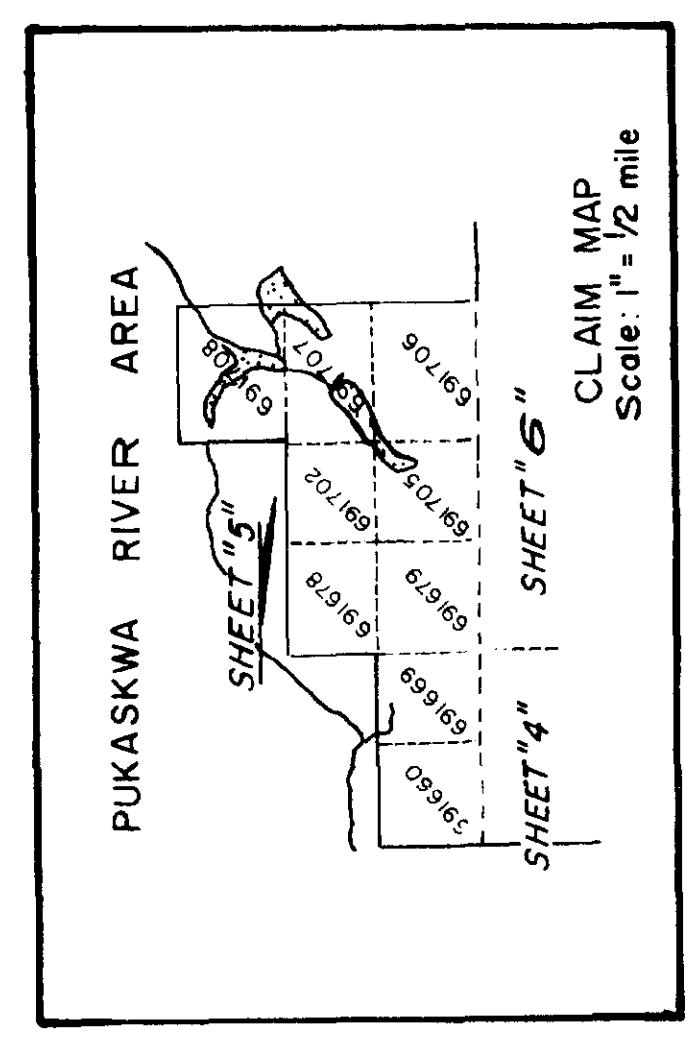 PUKASKWA RIVER AREA
SHEET "5"
691708
691707
691702
691678
691706
691705
691679
691669
691660
SHEET "4"
SHEET "6"
CLAIM MAP
Scale: 1" = 1/2 mile